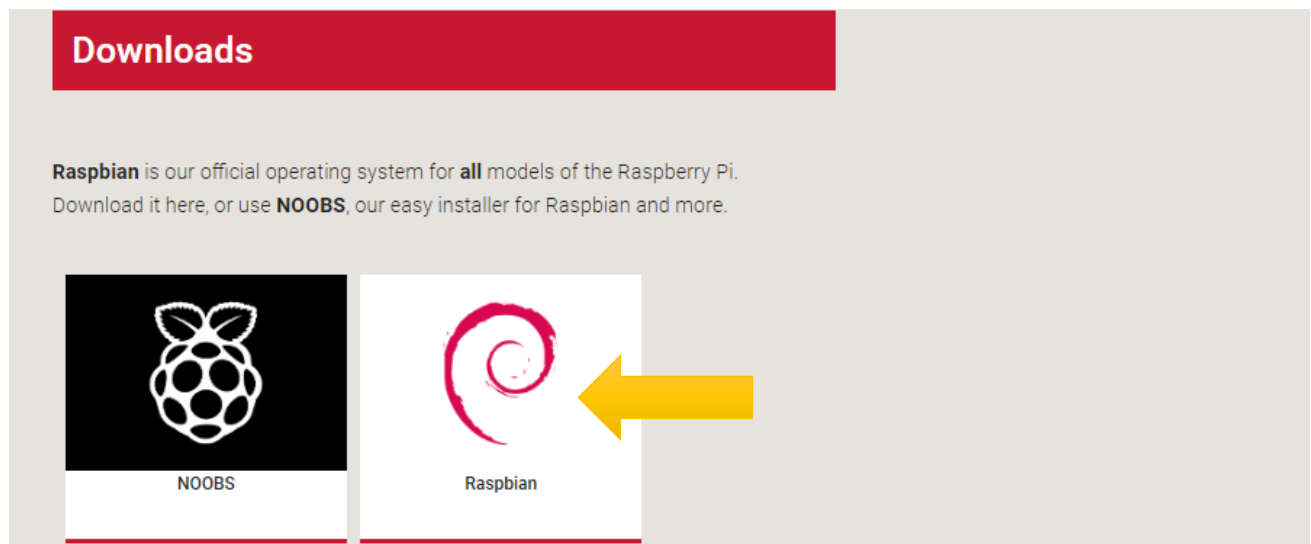 Downloads
Raspbian is our official operating system for all models of the Raspberry Pi.
Download it here, or use NOOBS, our easy installer for Raspbian and more.
NOOBS
Raspbian